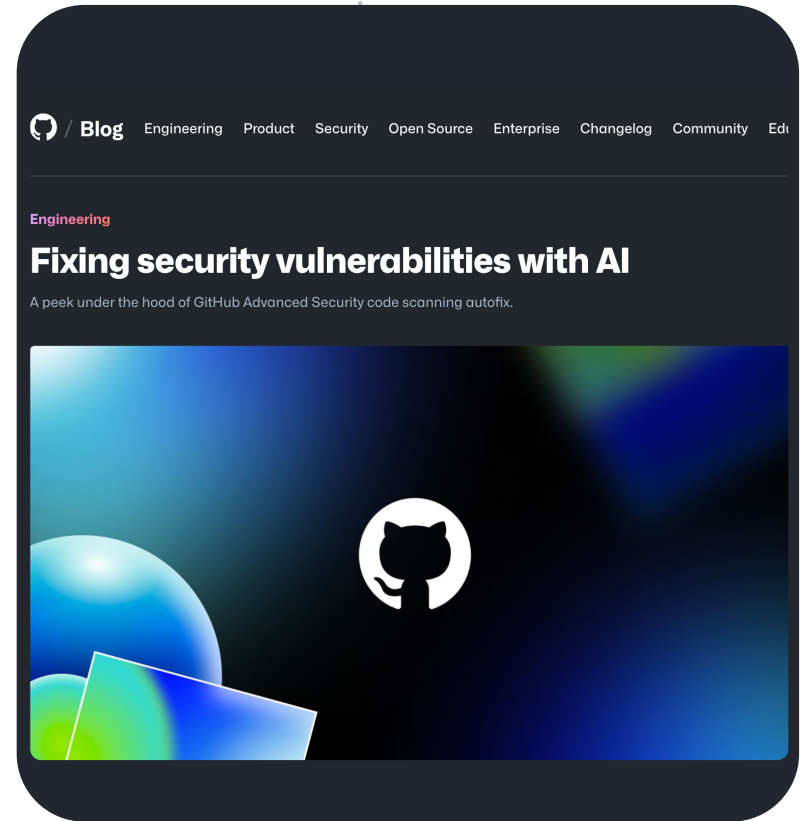 / Blog Engineering Product Security Open Source Enterprise Changelog Community
Engineering
Fixing security vulnerabilities with AI
A peek under the hood of GitHub Advanced Security code scanning autofix.